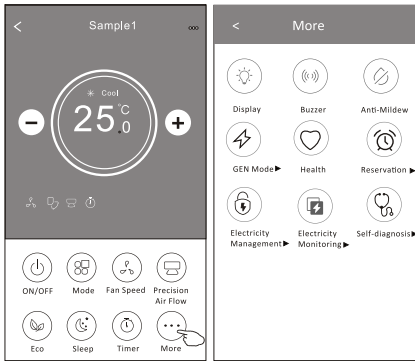 Sample1
Cool
25.0°C
ON/OFF
Mode
Fan Speed
Precision
Air Flow
Eco
Sleep
Timer
More
More
Display
Buzzer
Anti-Mildew
GEN Mode▶
Health
Reservation▶
Electricity
Management▶
Electricity
Monitoring▶
Self-diagnosis▶